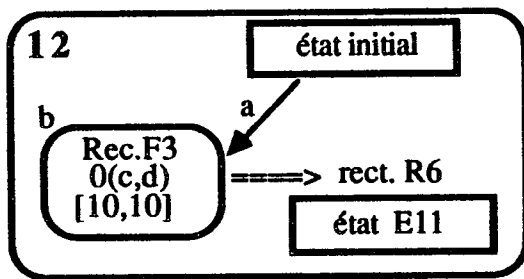 12
état initial
a
b
Rec.F3
0(c,d)
[10,10]
====> rect. R6
état E11